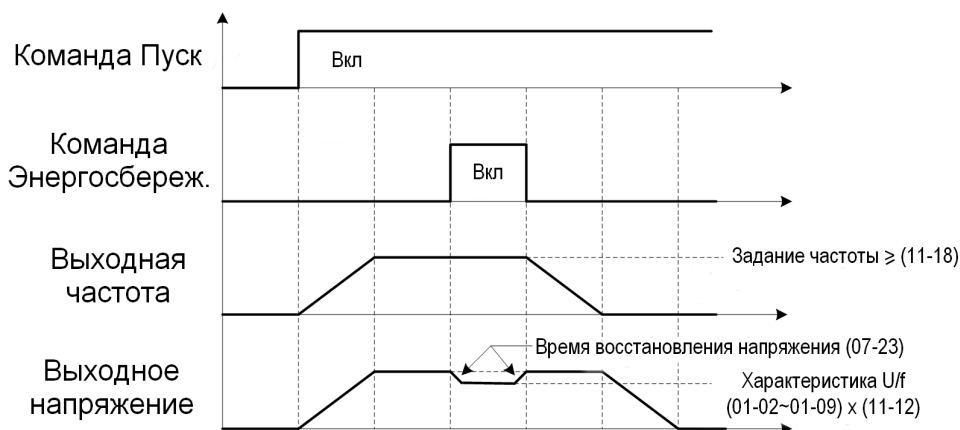 Команда Пуск
Вкл
Команда
Энергосбереж.
Вкл
Выходная
частота
Задание частоты ⩾ (11-18)
Выходное
напряжение
Время восстановления напряжения (07-23)
Характеристика U/f
(01-02~01-09) x (11-12)